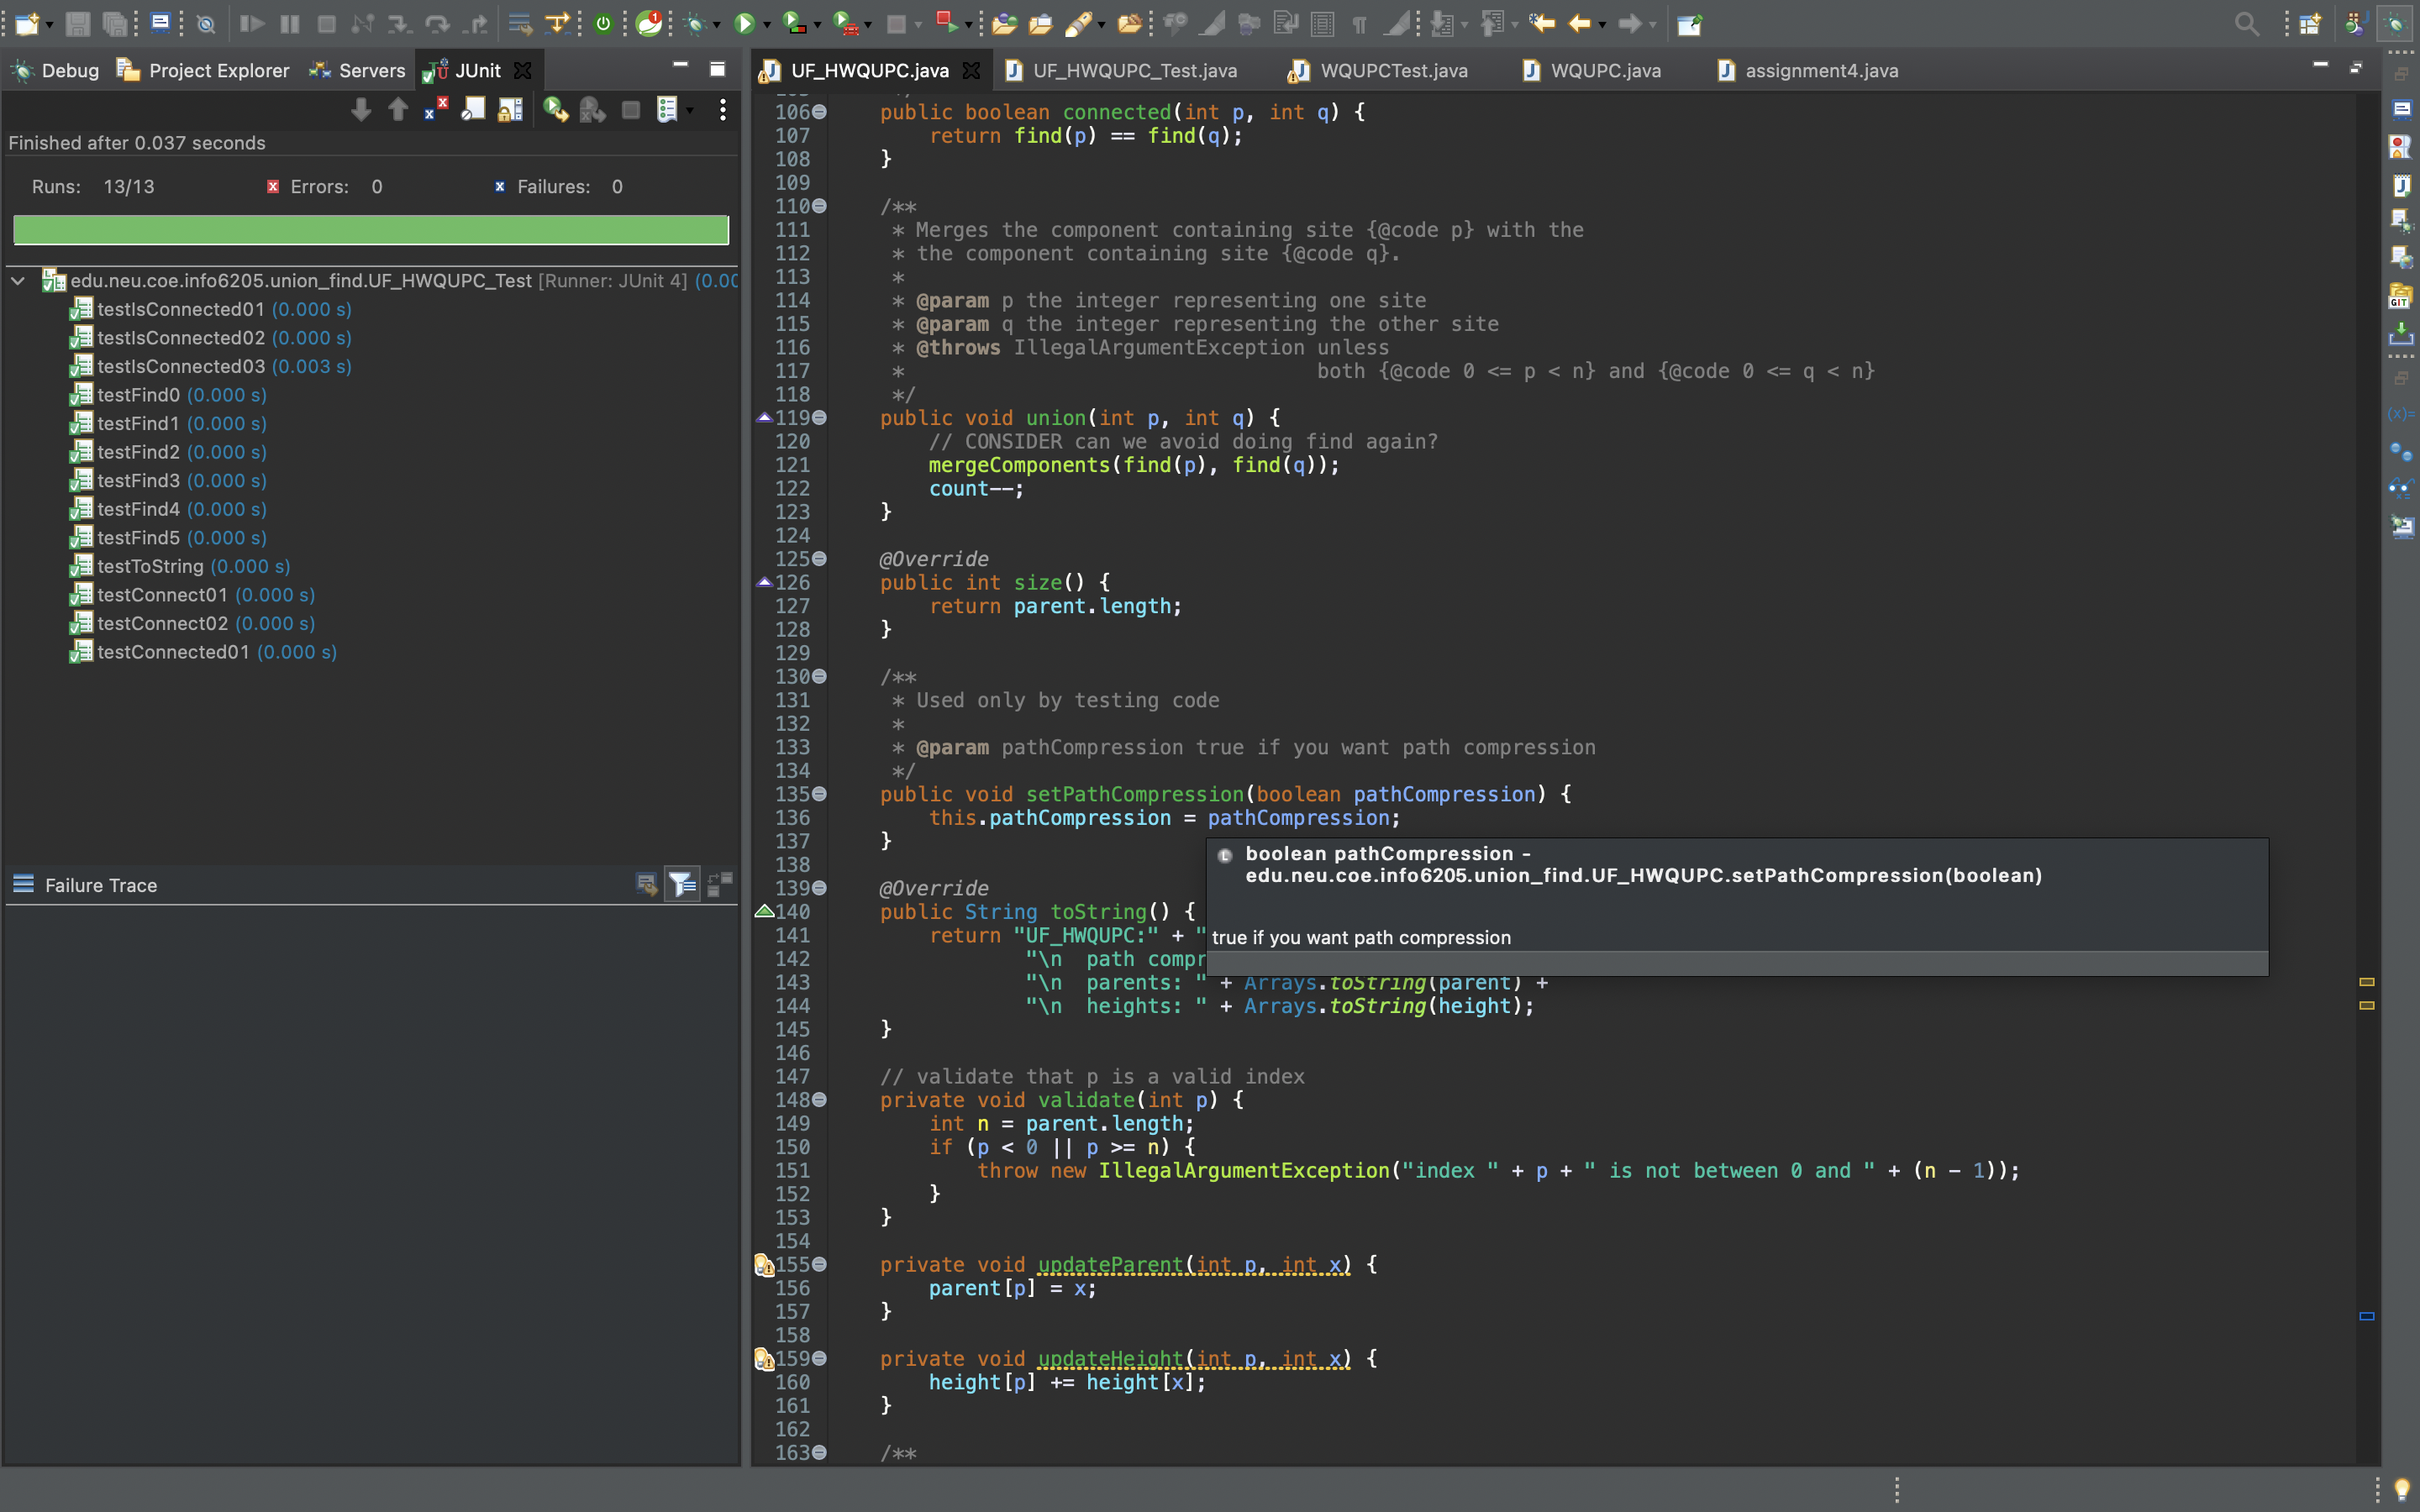 Debug Project Explorer Servers JUnit
Finished after 0.037 seconds
Runs: 13/13 Errors: 0 Failures: 0
edu.neu.coe.info6205.union_find.UF_HWQUPC_Test [Runner: JUnit 4] (0.00
testIsConnected01 (0.000 s)
testIsConnected02 (0.000 s)
testIsConnected03 (0.003 s)
testFind0 (0.000 s)
testFind1 (0.000 s)
testFind2 (0.000 s)
testFind3 (0.000 s)
testFind4 (0.000 s)
testFind5 (0.000 s)
testToString (0.000 s)
testConnect01 (0.000 s)
testConnect02 (0.000 s)
testConnected01 (0.000 s)
Failure Trace
UF_HWQUPC.java UF_HWQUPC_Test.java WQUPCTest.java WQUPC.java assignment4.java
106 public boolean connected(int p, int q) {
107 return find(p) == find(q);
108 }
109
110 /**
111 * Merges the component containing site {@code p} with the
112 * the component containing site {@code q}.
113 *
114 * @param p the integer representing one site
115 * @param q the integer representing the other site
116 * @throws IllegalArgumentException unless
117 * both {@code 0 <= p < n} and {@code 0 <= q < n}
118 */
119 public void union(int p, int q) {
120 // CONSIDER can we avoid doing find again?
121 mergeComponents(find(p), find(q));
122 count--;
123 }
124
125 @Override
126 public int size() {
127 return parent.length;
128 }
129
130 /**
131 * Used only by testing code
132 *
133 * @param pathCompression true if you want path compression
134 */
135 public void setPathCompression(boolean pathCompression) {
136 this.pathCompression = pathCompression;
137 }
138
boolean pathCompression -
edu.neu.coe.info6205.union_find.UF_HWQUPC.setPathCompression(boolean)
true if you want path compression
139 @Override
140 public String toString() {
141 return "UF_HWQUPC:" + "
142 "\n path compr
143 "\n parents: " + Arrays.toString(parent) +
144 "\n heights: " + Arrays.toString(height);
145 }
146
147 // validate that p is a valid index
148 private void validate(int p) {
149 int n = parent.length;
150 if (p < 0 || p >= n) {
151 throw new IllegalArgumentException("index " + p + " is not between 0 and " + (n - 1));
152 }
153 }
154
155 private void updateParent(int p, int x) {
156 parent[p] = x;
157 }
158
159 private void updateHeight(int p, int x) {
160 height[p] += height[x];
161 }
162
163 /**